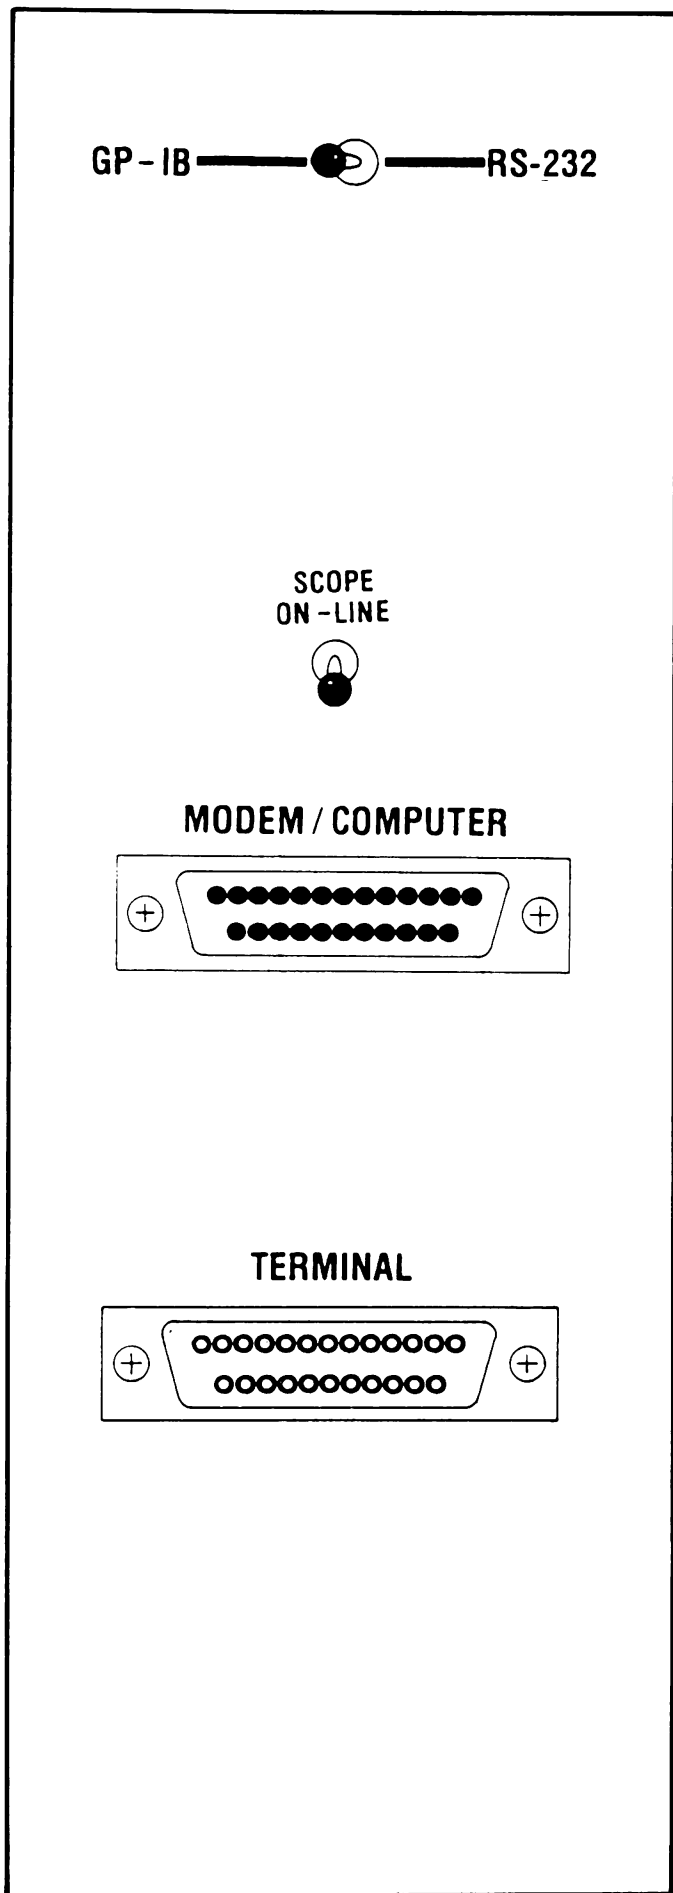 GP-IB RS-232
SCOPE
ON-LINE
MODEM / COMPUTER
TERMINAL